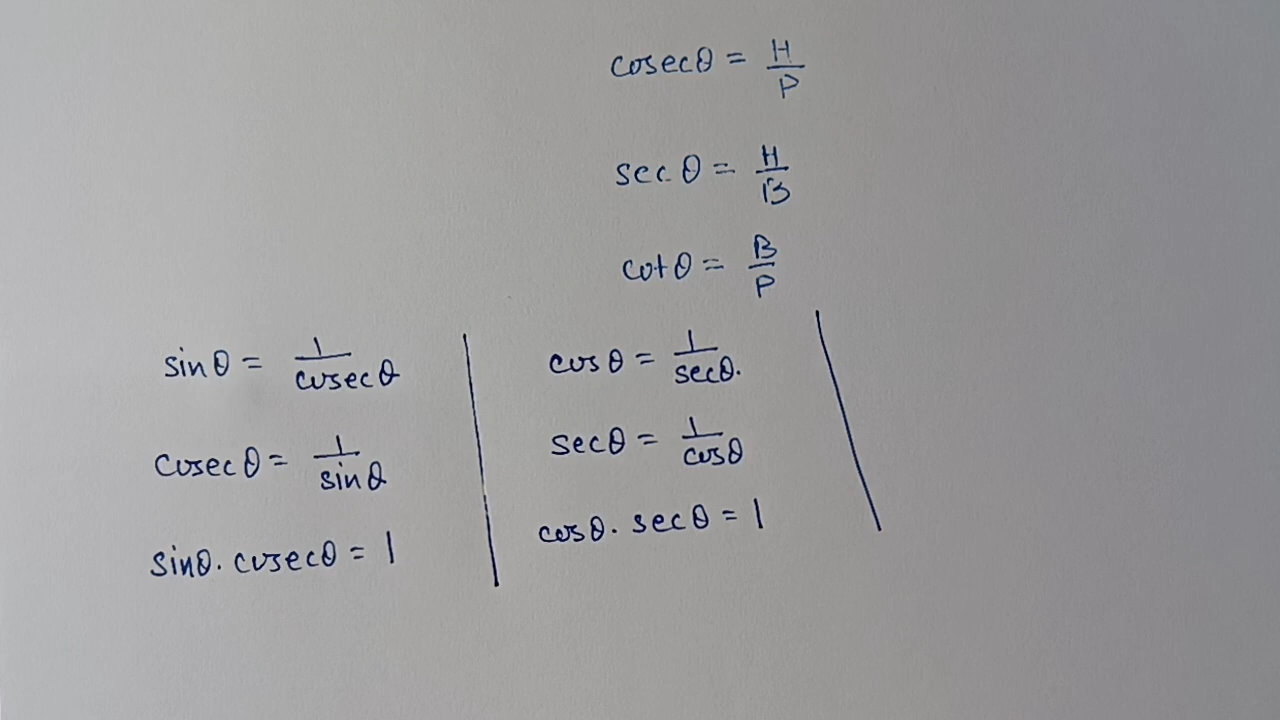 cosecθ = H/P
sec θ = H/B
cotθ = B/P
sinθ = 1/cosecθ
cosecθ = 1/sinθ
sinθ. cosecθ = 1
cosθ = 1/secθ.
secθ = 1/cosθ
cosθ. secθ = 1